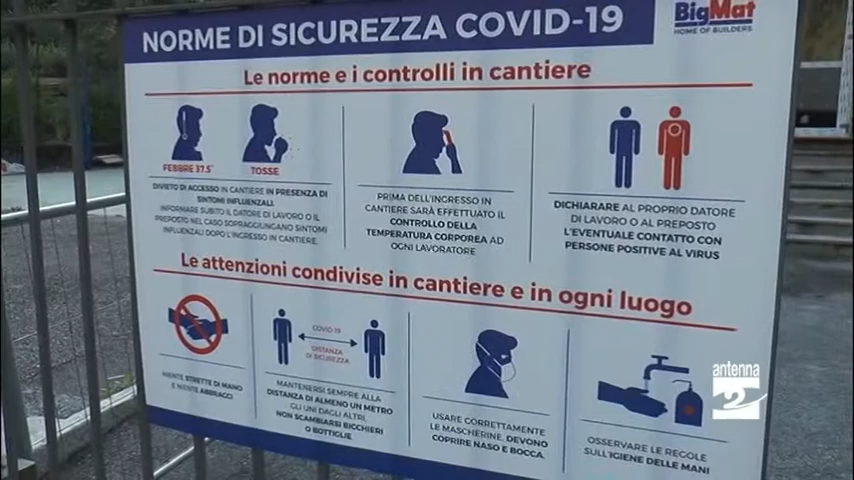 NORME DI SICUREZZA COVID-19
BigMat
HOME OF BUILDERS
Le norme e i controlli in cantiere
FEBBRE 37.5°
TOSSE
DIVIETO DI ACCESSO IN CANTIERE IN PRESENZA DI
SINTOMI INFLUENZALI
INFORMARE SUBITO IL DATORE DI LAVORO O IL
PREPOSTO NEL CASO SOPRAGGIUNGANO SINTOMI
INFLUENZALI DOPO L'INGRESSO IN CANTIERE.
PRIMA DELL'INGRESSO IN
CANTIERE SARÀ EFFETTUATO IL
CONTROLLO DELLA
TEMPERATURA CORPOREA AD
OGNI LAVORATORE
DICHIARARE AL PROPRIO DATORE
DI LAVORO O AL PREPOSTO
L'EVENTUALE CONTATTO CON
PERSONE POSITIVE AL VIRUS
Le attenzioni condivise in cantiere e in ogni luogo
NIENTE STRETTE DI MANO
E NIENTE ABBRACCI
COVID-19
DISTANZA
DI SICUREZZA
MANTENERSI SEMPRE ALLA
DISTANZA DI ALMENO UN METRO
GLI UNI DAGLI ALTRI,
NON SCAMBIARSI BICCHIERI
O BOTTIGLIE
USARE CORRETTAMENTE
LE MASCHERINE, DEVONO
COPRIRE NASO E BOCCA.
OSSERVARE LE REGOLE
SULL'IGIENE DELLE MANI
antenna
2